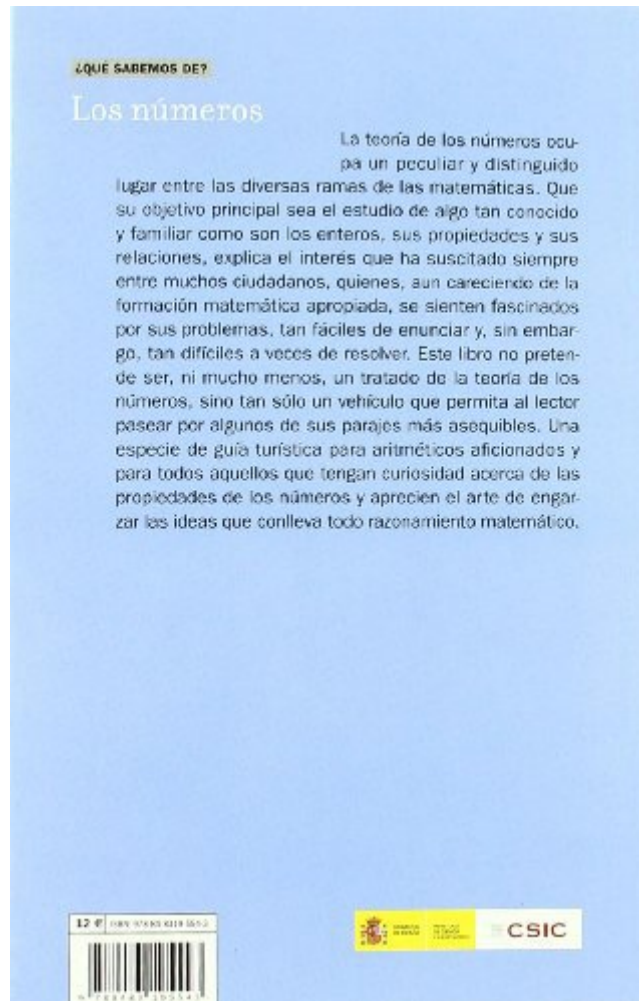 ¿QUÉ SABEMOS DE?
Los números
La teoría de los números ocu-
pa un peculiar y distinguido
lugar entre las diversas ramas de las matemáticas. Que
su objetivo principal sea el estudio de algo tan conocido
y familiar como son los enteros, sus propiedades y sus
relaciones, explica el interés que ha suscitado siempre
entre muchos ciudadanos, quienes, aun careciendo de la
formación matemática apropiada, se sienten fascinados
por sus problemas, tan fáciles de enunciar y, sin embar-
go, tan difíciles a veces de resolver. Este libro no preten-
de ser, ni mucho menos, un tratado de la teoría de los
números, sino tan sólo un vehículo que permita al lector
pasear por algunos de sus parajes más asequibles. Una
especie de guía turística para aritméticos aficionados y
para todos aquellos que tengan curiosidad acerca de las
propiedades de los números y aprecien el arte de engar-
zar las ideas que conlleva todo razonamiento matemático.
12 €
CSIC